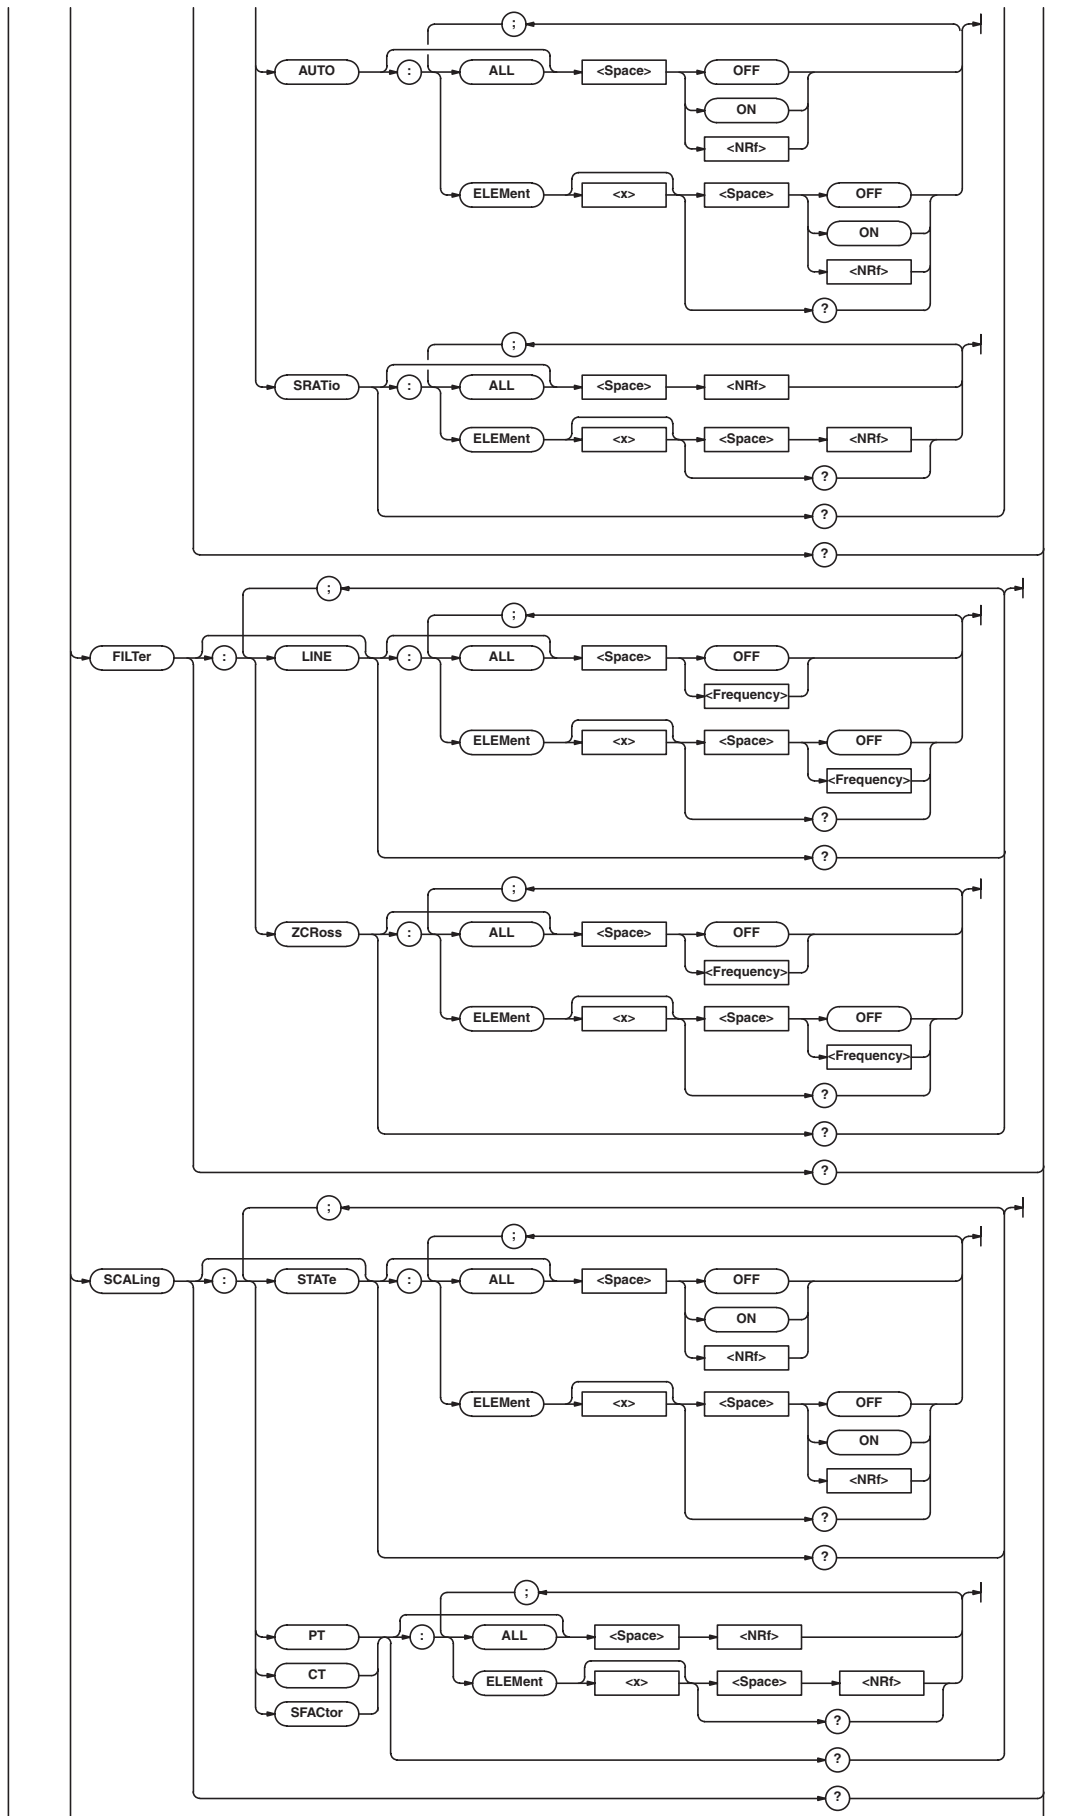 ;
AUTO : ALL <Space> OFF
ON
<NRf>
ELEMent <x> <Space> OFF
ON
<NRf>
?
;
SRATio : ALL <Space> <NRf>
ELEMent <x> <Space> <NRf>
?
?
?
;
;
FILTer : LINE : ALL <Space> OFF
<Frequency>
ELEMent <x> <Space> OFF
<Frequency>
?
?
;
ZCRoss : ALL <Space> OFF
<Frequency>
ELEMent <x> <Space> OFF
<Frequency>
?
?
?
;
;
SCALing : STATe : ALL <Space> OFF
ON
<NRf>
ELEMent <x> <Space> OFF
ON
<NRf>
?
?
;
PT : ALL <Space> <NRf>
CT ELEMent <x> <Space> <NRf>
SFACtor ?
?
?